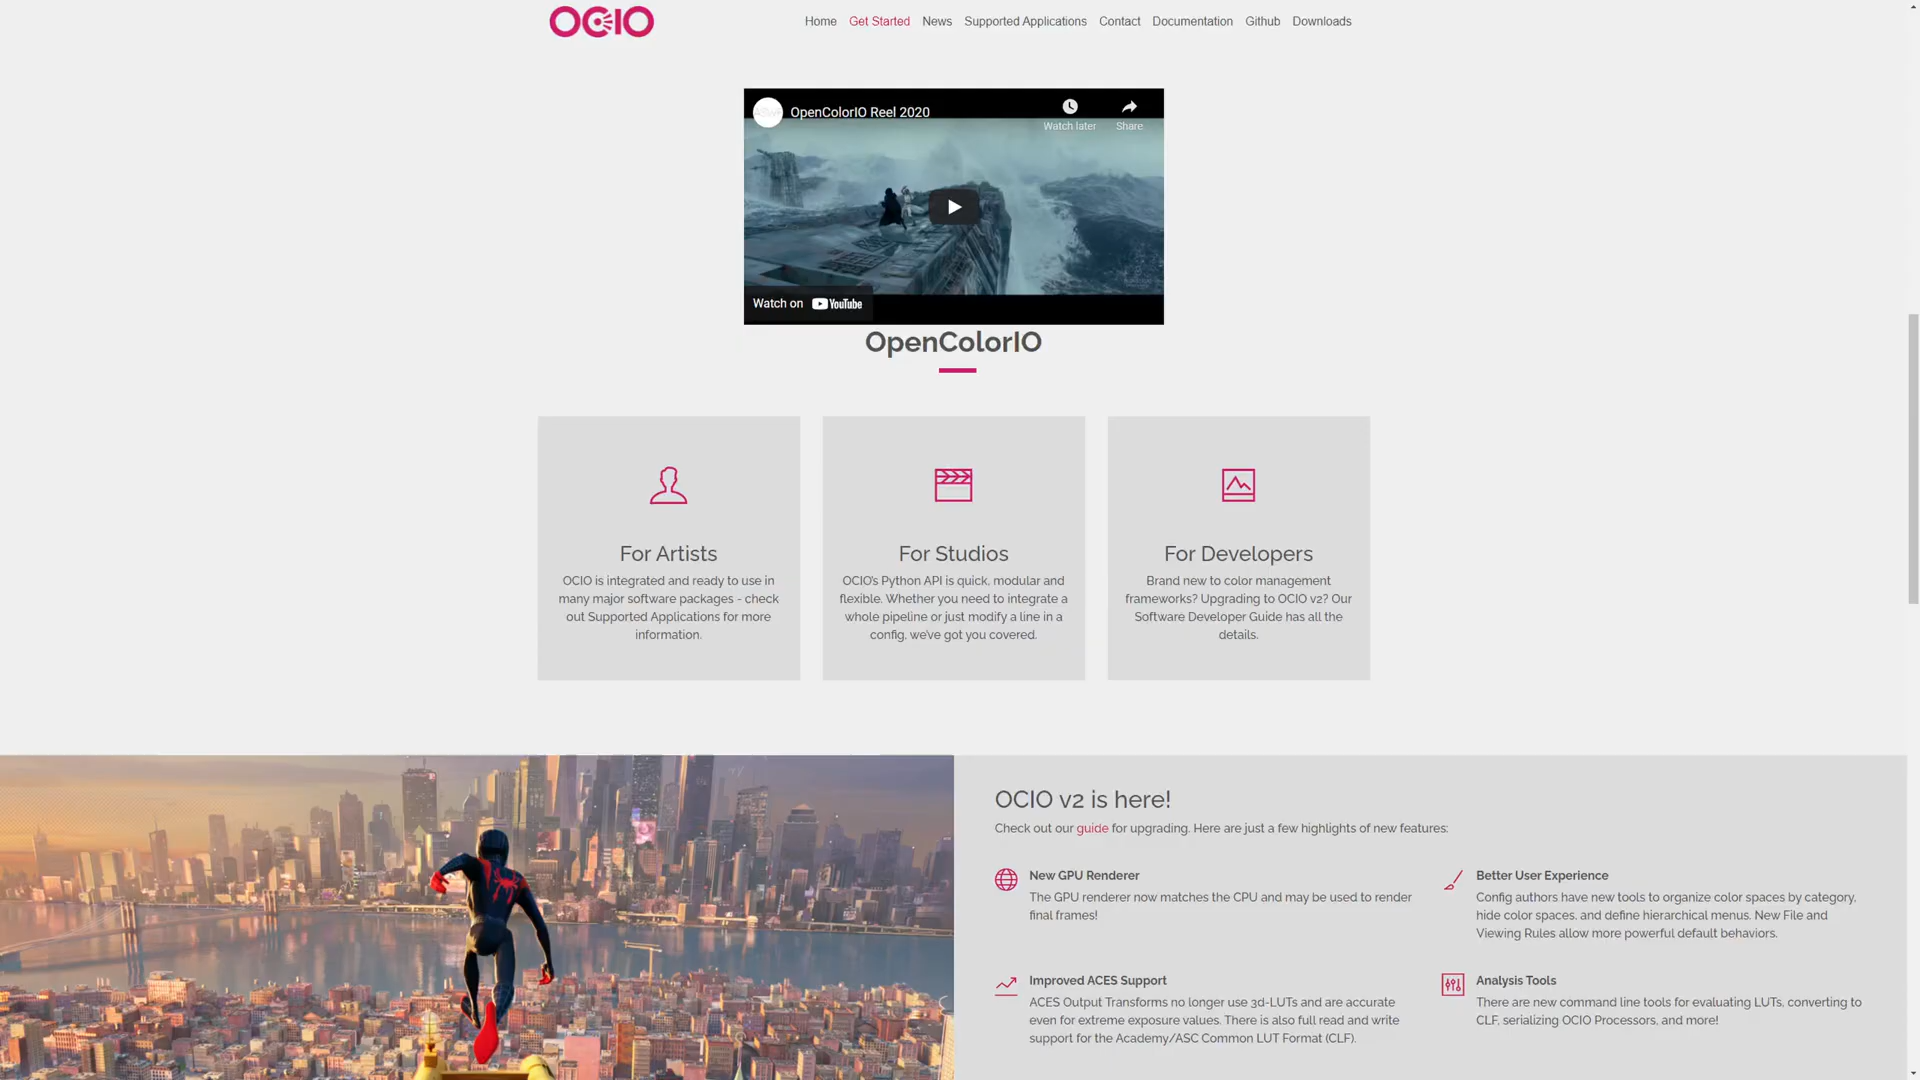 OCIO
Home Get Started News Supported Applications Contact Documentation Github Downloads
OpenColorIO Reel 2020
Watch later
Share
Watch on YouTube
OpenColorIO
For Artists
OCIO is integrated and ready to use in
many major software packages - check
out Supported Applications for more
information.
For Studios
OCIO's Python API is quick, modular and
flexible. Whether you need to integrate a
whole pipeline or just modify a line in a
config, we've got you covered.
For Developers
Brand new to color management
frameworks? Upgrading to OCIO v2? Our
Software Developer Guide has all the
details.
OCIO v2 is here!
Check out our guide for upgrading. Here are just a few highlights of new features:
New GPU Renderer
The GPU renderer now matches the CPU and may be used to render
final frames!
Better User Experience
Config authors have new tools to organize color spaces by category,
hide color spaces, and define hierarchical menus. New File and
Viewing Rules allow more powerful default behaviors.
Improved ACES Support
ACES Output Transforms no longer use 3d-LUTs and are accurate
even for extreme exposure values. There is also full read and write
support for the Academy/ASC Common LUT Format (CLF).
Analysis Tools
There are new command line tools for evaluating LUTs, converting to
CLF, serializing OCIO Processors, and more!